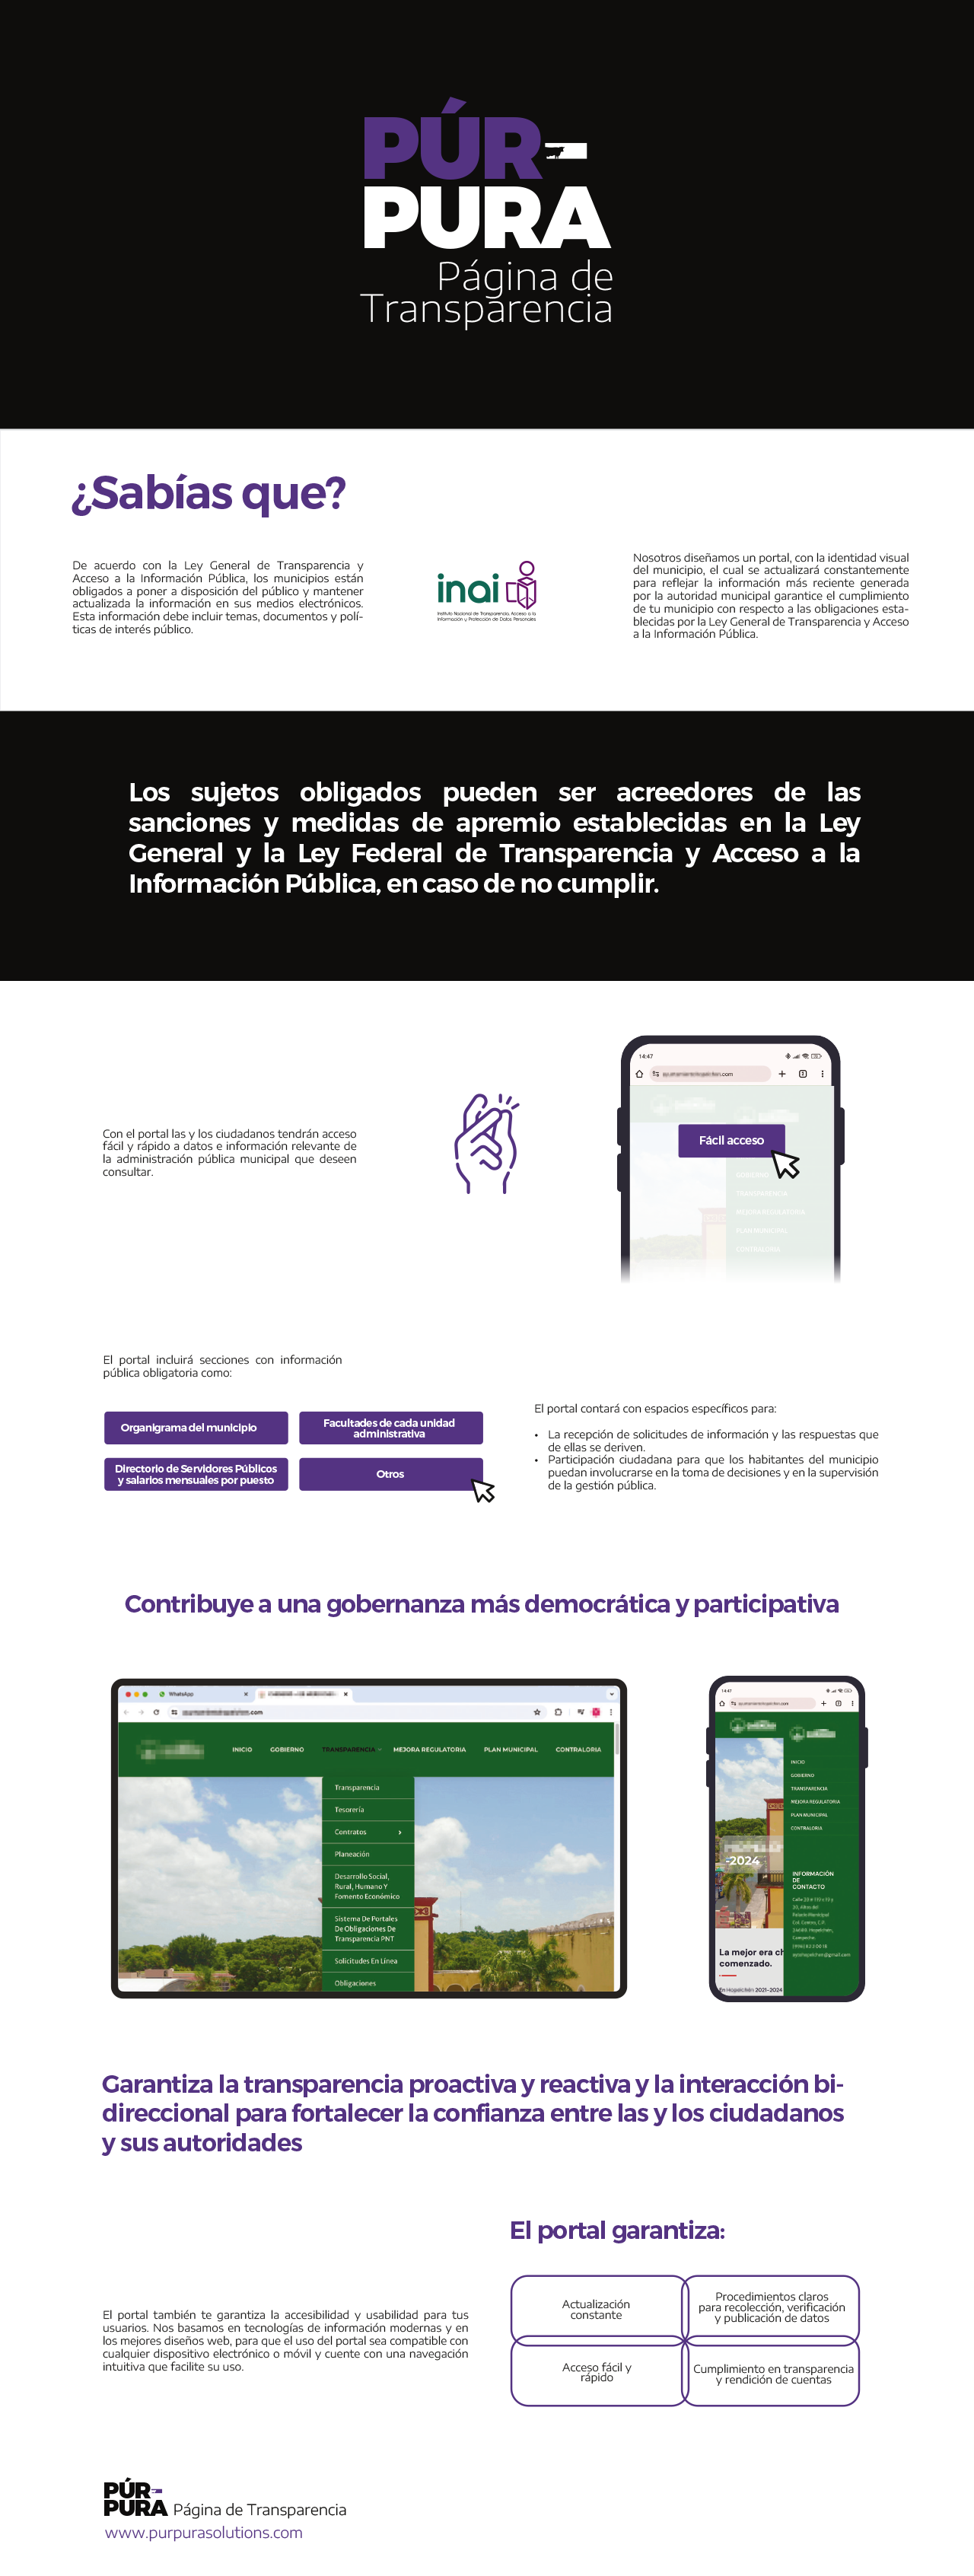 PÚR-
PURA
Página de
Transparencia
¿Sabías que?
De acuerdo con la Ley General de Transparencia y
Acceso a la Información Pública, los municipios están
obligados a poner a disposición del público y mantener
actualizada la información en sus medios electrónicos.
Esta información debe incluir temas, documentos y polí-
ticas de interés público.
inai
Instituto Nacional de Transparencia, Acceso a la
Información y Protección de Datos Personales
Nosotros diseñamos un portal, con la identidad visual
del municipio, el cual se actualizará constantemente
para reflejar la información más reciente generada
por la autoridad municipal garantice el cumplimiento
de tu municipio con respecto a las obligaciones esta-
blecidas por la Ley General de Transparencia y Acceso
a la Información Pública.
Los sujetos obligados pueden ser acreedores de las
sanciones y medidas de apremio establecidas en la Ley
General y la Ley Federal de Transparencia y Acceso a la
Información Pública, en caso de no cumplir.
Con el portal las y los ciudadanos tendrán acceso
fácil y rápido a datos e información relevante de
la administración pública municipal que deseen
consultar.
14:47
.com
Fácil acceso
GOBIERNO
TRANSPARENCIA
MEJORA REGULATORIA
PLAN MUNICIPAL
CONTRALORIA
El portal incluirá secciones con información
pública obligatoria como:
Organigrama del municipio
Facultades de cada unidad
administrativa
Directorio de Servidores Públicos
y salarios mensuales por puesto
Otros
El portal contará con espacios específicos para:
• La recepción de solicitudes de información y las respuestas que
de ellas se deriven.
• Participación ciudadana para que los habitantes del municipio
puedan involucrarse en la toma de decisiones y en la supervisión
de la gestión pública.
Contribuye a una gobernanza más democrática y participativa
WhatsApp
.com
INICIO GOBIERNO TRANSPARENCIA MEJORA REGULATORIA PLAN MUNICIPAL CONTRALORIA
Transparencia
Tesorería
Contratos
Planeación
Desarrollo Social,
Rural, Humano Y
Fomento Económico
Sistema De Portales
De Obligaciones De
Transparencia PNT
Solicitudes En Línea
Obligaciones
14:47
INICIO
GOBIERNO
TRANSPARENCIA
MEJORA REGULATORIA
PLAN MUNICIPAL
CONTRALORIA
-2024
INFORMACIÓN
DE
CONTACTO
La mejor era ch
comenzado.
2021-2024
Garantiza la transparencia proactiva y reactiva y la interacción bi-
direccional para fortalecer la confianza entre las y los ciudadanos
y sus autoridades
El portal también te garantiza la accesibilidad y usabilidad para tus
usuarios. Nos basamos en tecnologías de información modernas y en
los mejores diseños web, para que el uso del portal sea compatible con
cualquier dispositivo electrónico o móvil y cuente con una navegación
intuitiva que facilite su uso.
El portal garantiza:
Actualización
constante
Procedimientos claros
para recolección, verificación
y publicación de datos
Acceso fácil y
rápido
Cumplimiento en transparencia
y rendición de cuentas
PÚR-
PURA Página de Transparencia
www.purpurasolutions.com